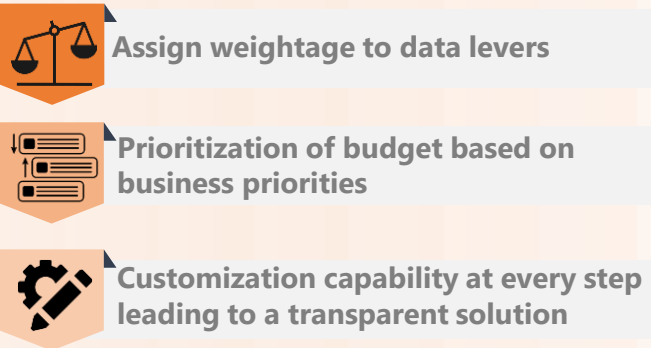 Assign weightage to data levers
Prioritization of budget based on
business priorities
Customization capability at every step
leading to a transparent solution